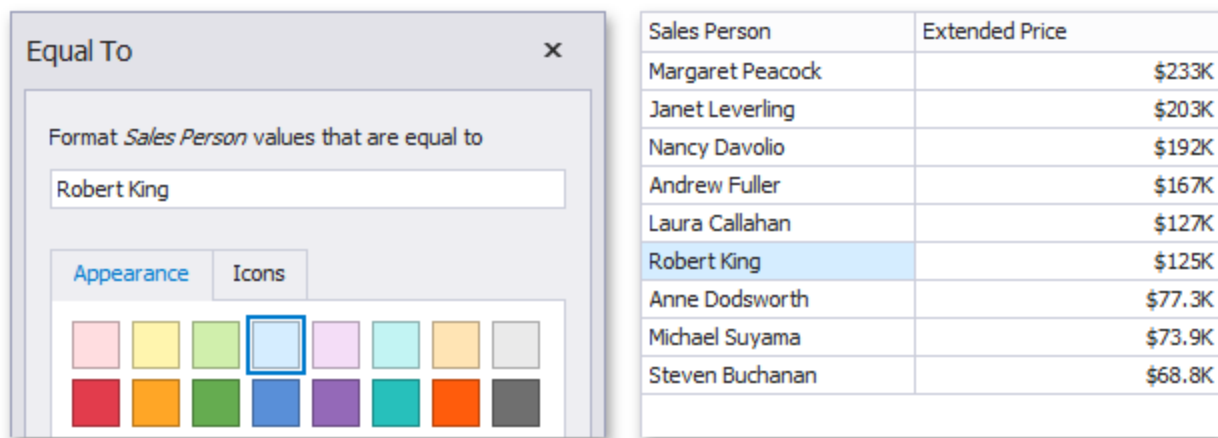 Equal To
Format Sales Person values that are equal to
Robert King
Appearance Icons
Sales Person Extended Price
Margaret Peacock $233K
Janet Leverling $203K
Nancy Davolio $192K
Andrew Fuller $167K
Laura Callahan $127K
Robert King $125K
Anne Dodsworth $77.3K
Michael Suyama $73.9K
Steven Buchanan $68.8K